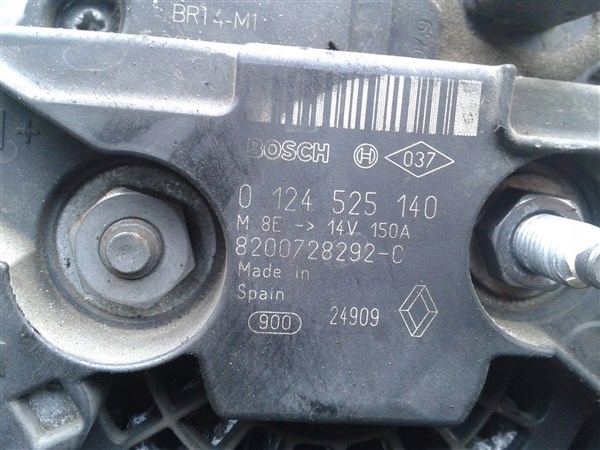 BR14-M1
BOSCH 037
0 124 525 140
M 8E -> 14V 150A
8200728292-C
Made in
Spain
900 24909
+